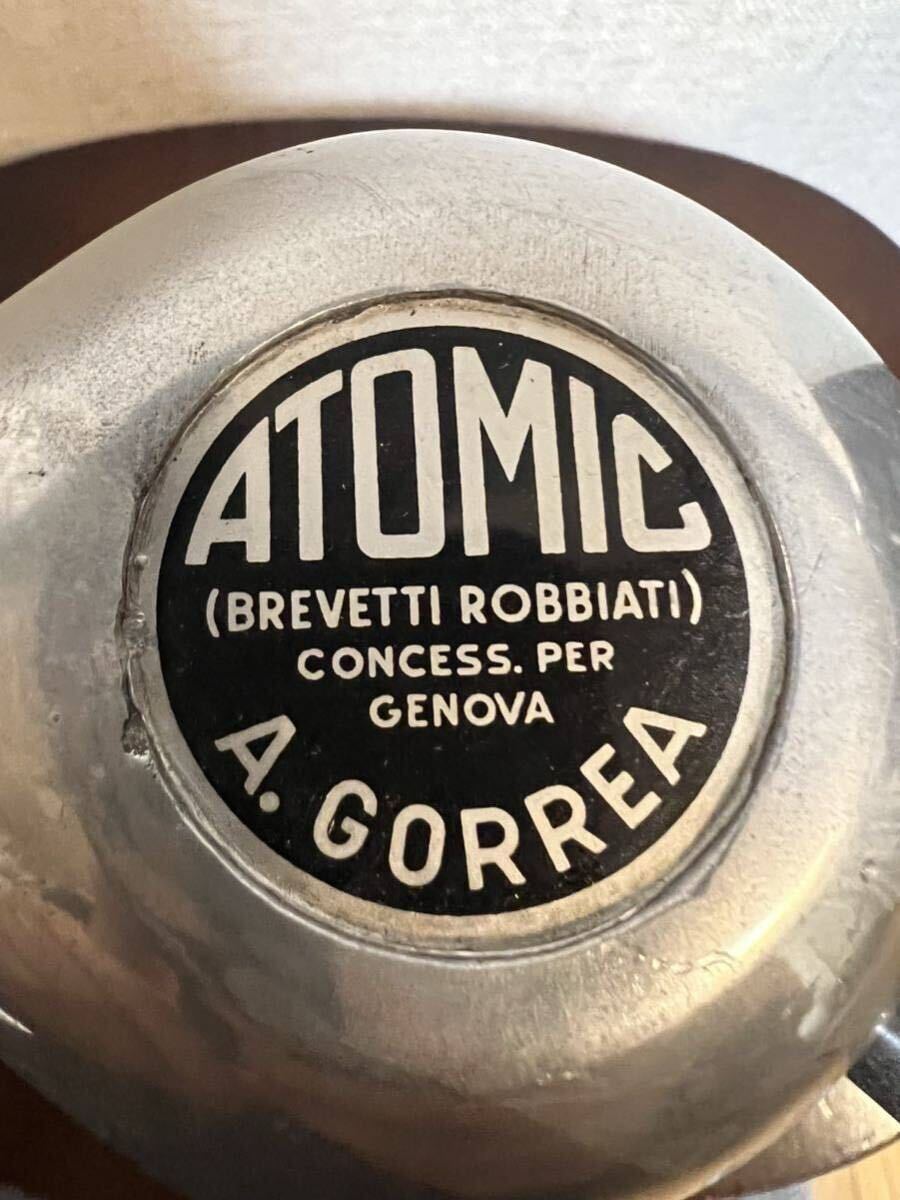 ATOMIC
(BREVETTI ROBBIATI)
CONCESS. PER
GENOVA
A. GORREA